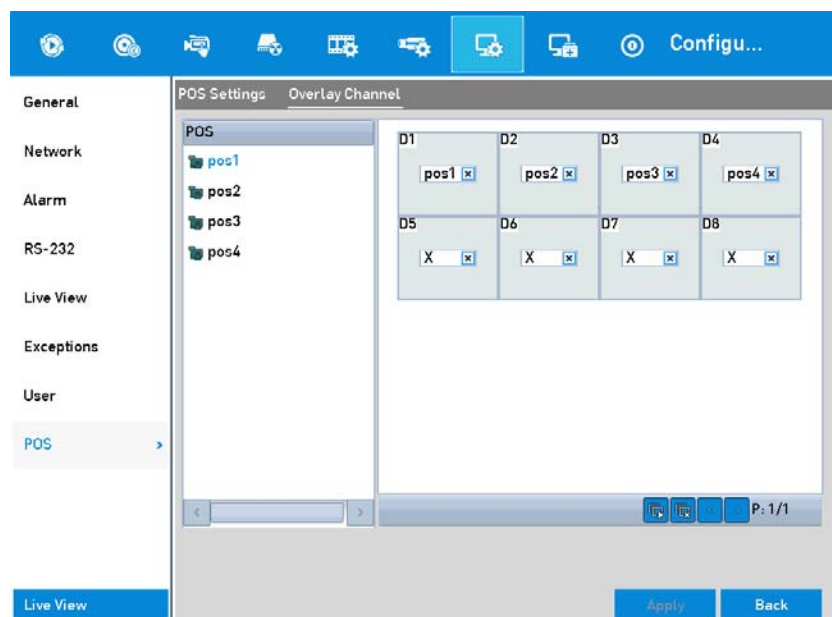 Configu...
General
Network
Alarm
RS-232
Live View
Exceptions
User
POS
Live View
POS Settings Overlay Channel
POS
pos1
pos2
pos3
pos4
D1 D2 D3 D4
pos1 pos2 pos3 pos4
D5 D6 D7 D8
X X X X
P: 1/1
Apply Back